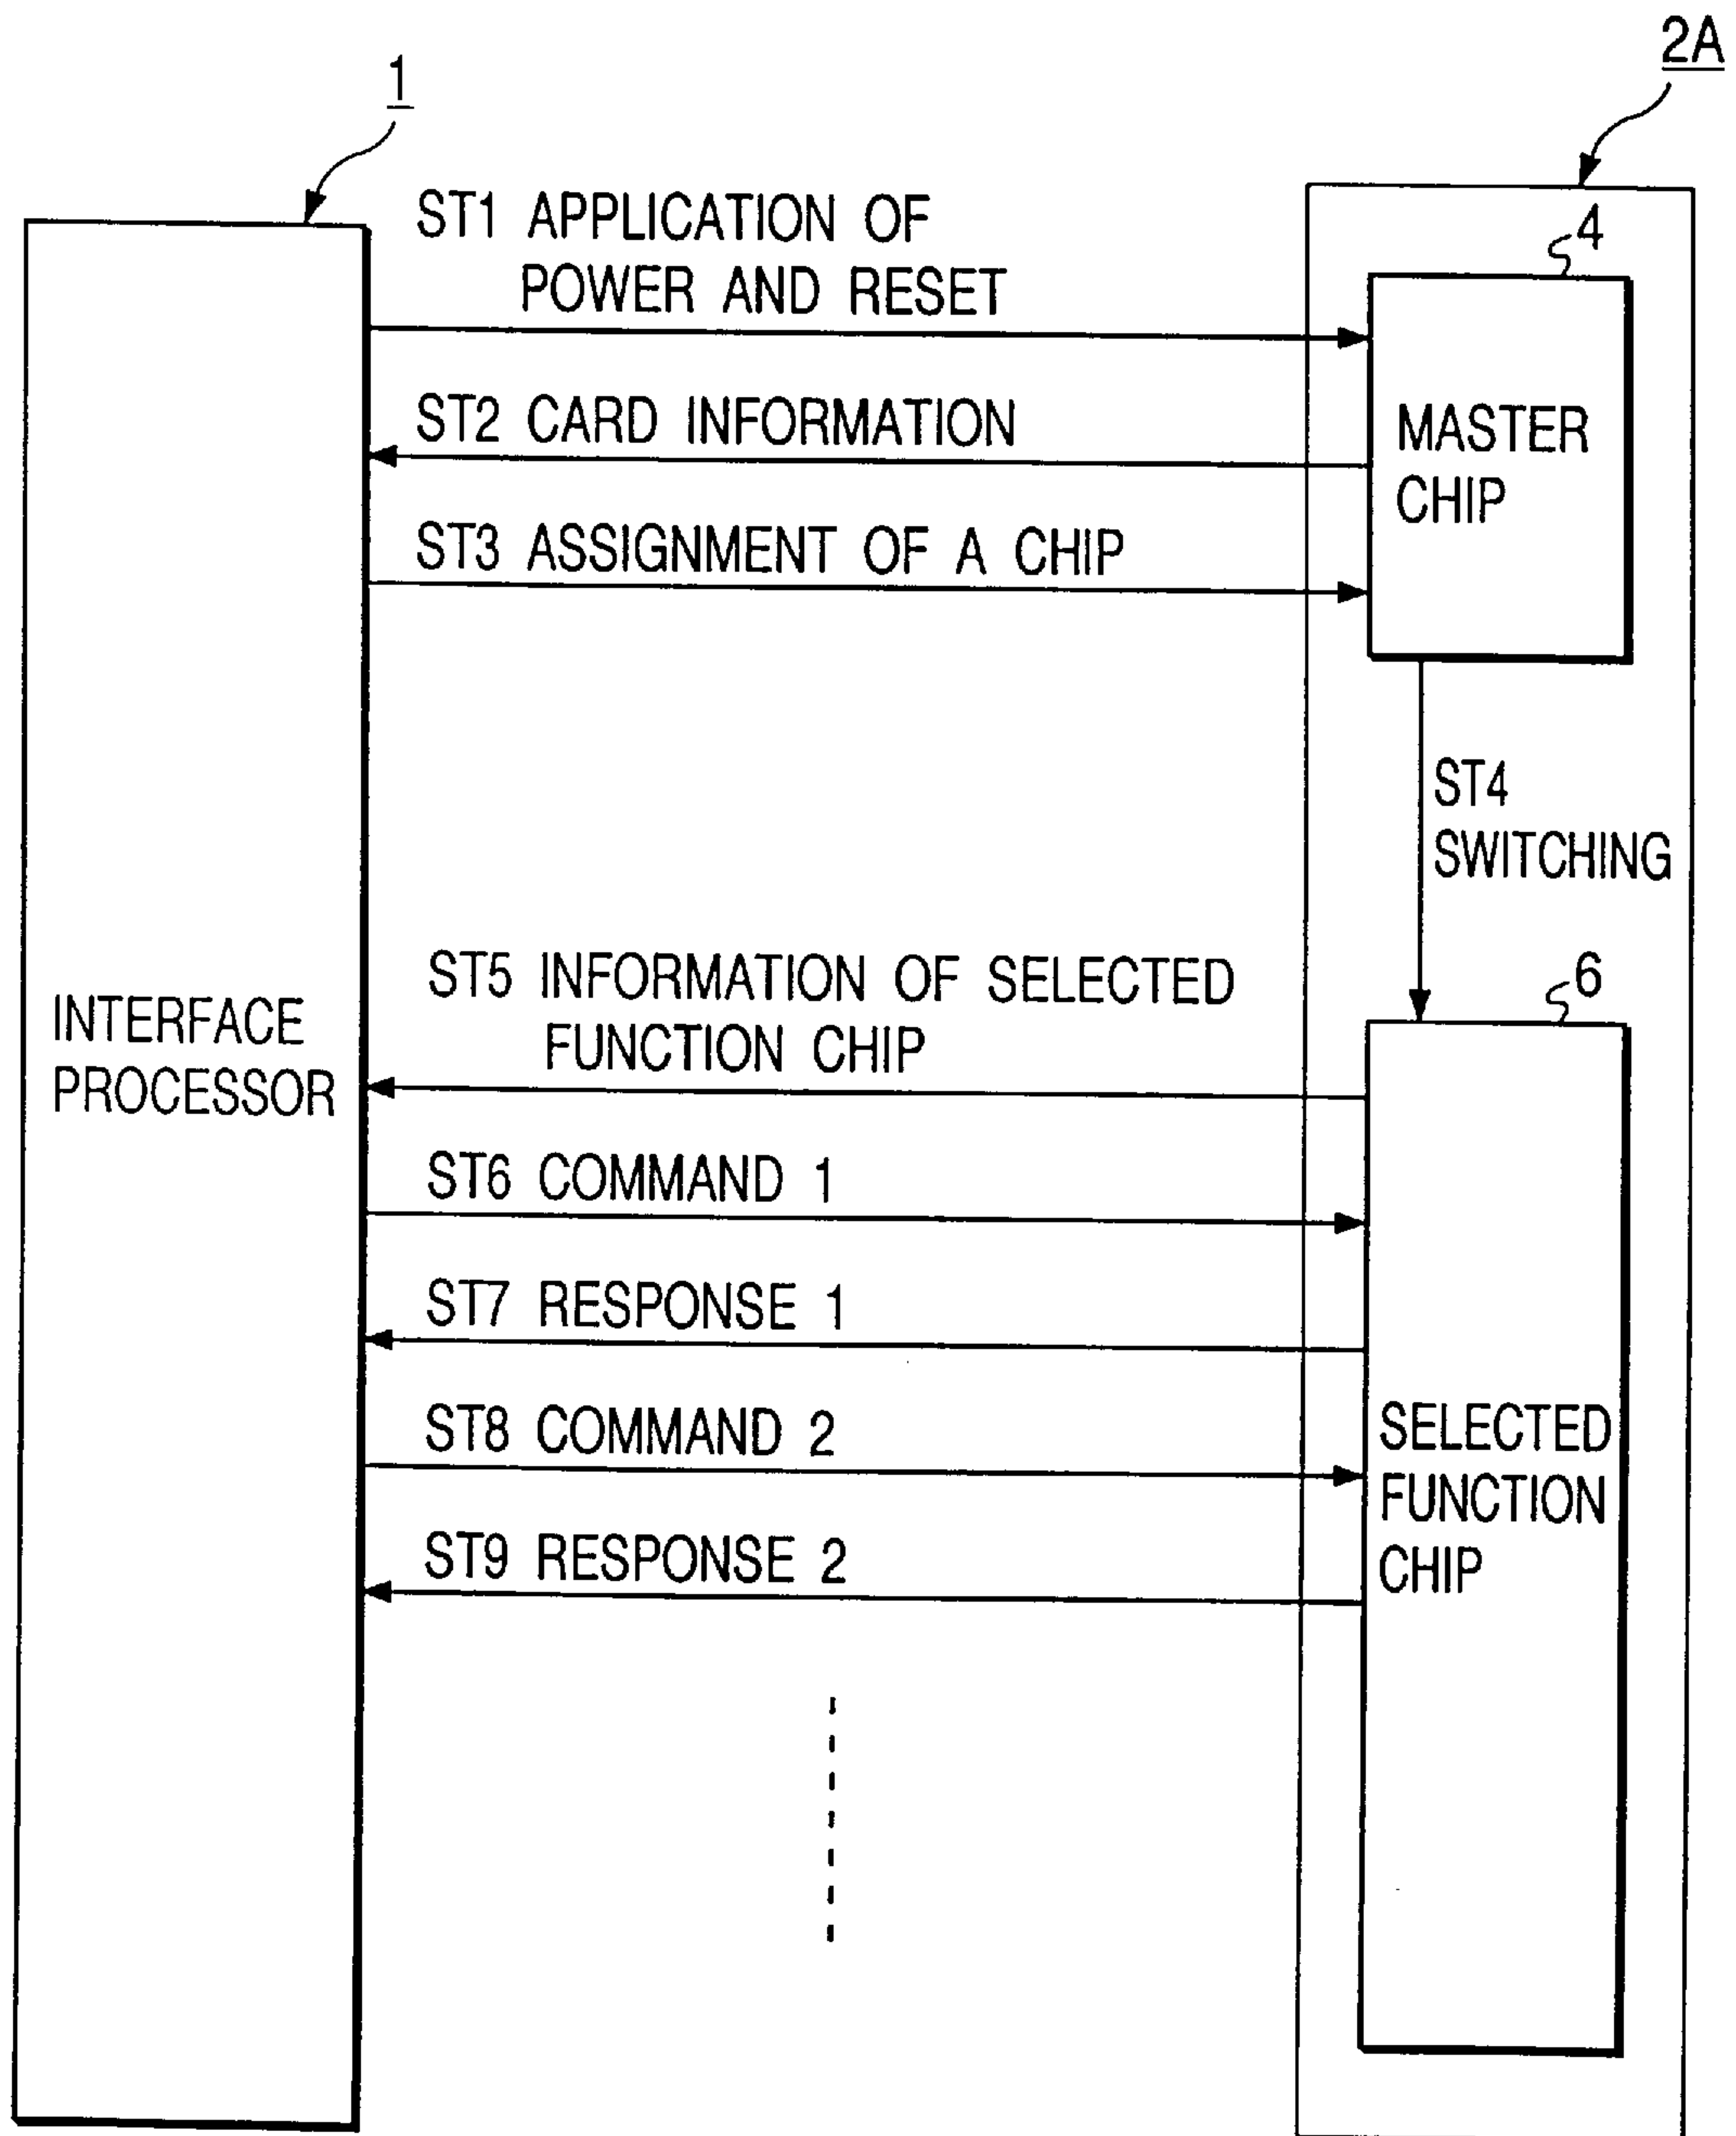 1
2A
ST1 APPLICATION OF
POWER AND RESET
4
ST2 CARD INFORMATION
MASTER
CHIP
ST3 ASSIGNMENT OF A CHIP
ST4
SWITCHING
ST5 INFORMATION OF SELECTED
FUNCTION CHIP
6
INTERFACE
PROCESSOR
ST6 COMMAND 1
ST7 RESPONSE 1
ST8 COMMAND 2
SELECTED
FUNCTION
CHIP
ST9 RESPONSE 2